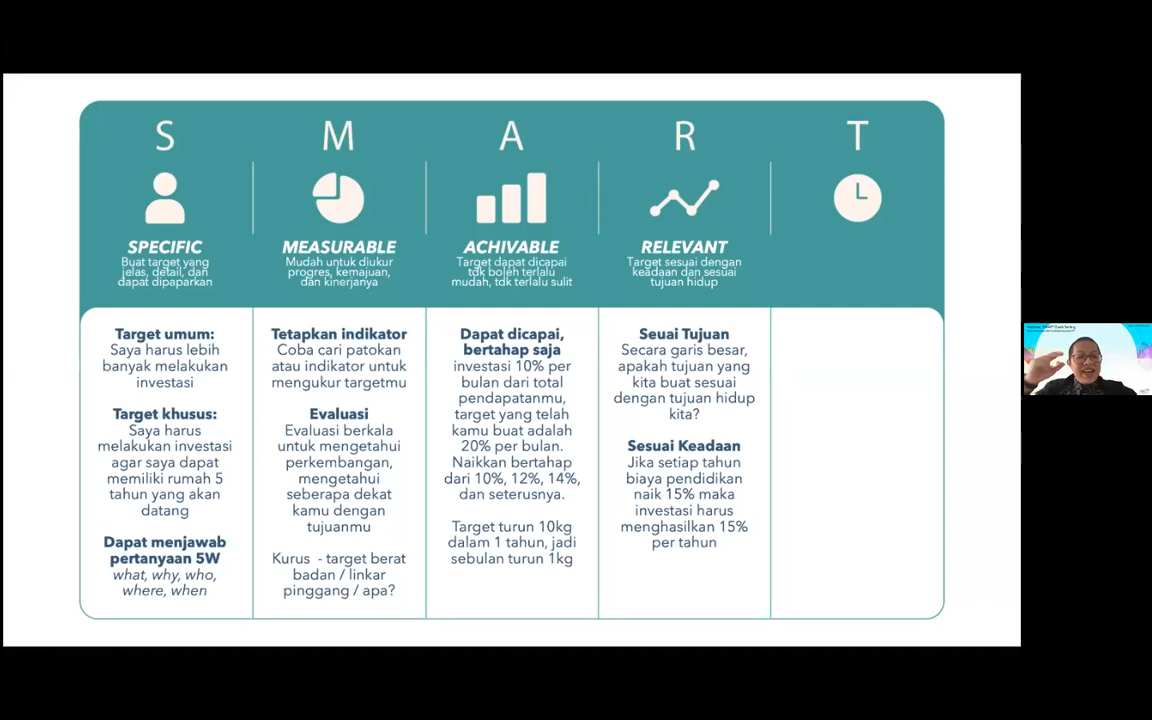 S
M
A
R
T
SPECIFIC
Buat target yang
jelas, detail, dan
dapat dipaparkan
MEASURABLE
Mudah untuk diukur
progres, kemajuan,
dan kinerjanya
ACHIVABLE
Target dapat dicapai
tdk boleh terlalu
mudah, tdk terlalu sulit
RELEVANT
Target sesuai dengan
keadaan dan sesuai
tujuan hidup
Target umum:
Saya harus lebih
banyak melakukan
investasi
Target khusus:
Saya harus
melakukan investasi
agar saya dapat
memiliki rumah 5
tahun yang akan
datang
Dapat menjawab
pertanyaan 5W
what, why, who,
where, when
Tetapkan indikator
Coba cari patokan
atau indikator untuk
mengukur targetmu
Evaluasi
Evaluasi berkala
untuk mengetahui
perkembangan,
mengetahui
seberapa dekat
kamu dengan
tujuanmu
Kurus - target berat
badan / linkar
pinggang / apa?
Dapat dicapai,
bertahap saja
investasi 10% per
bulan dari total
pendapatanmu,
target yang telah
kamu buat adalah
20% per bulan.
Naikkan bertahap
dari 10%, 12%, 14%,
dan seterusnya.
Target turun 10kg
dalam 1 tahun, jadi
sebulan turun 1kg
Seuai Tujuan
Secara garis besar,
apakah tujuan yang
kita buat sesuai
dengan tujuan hidup
kita?
Sesuai Keadaan
Jika setiap tahun
biaya pendidikan
naik 15% maka
investasi harus
menghasilkan 15%
per tahun